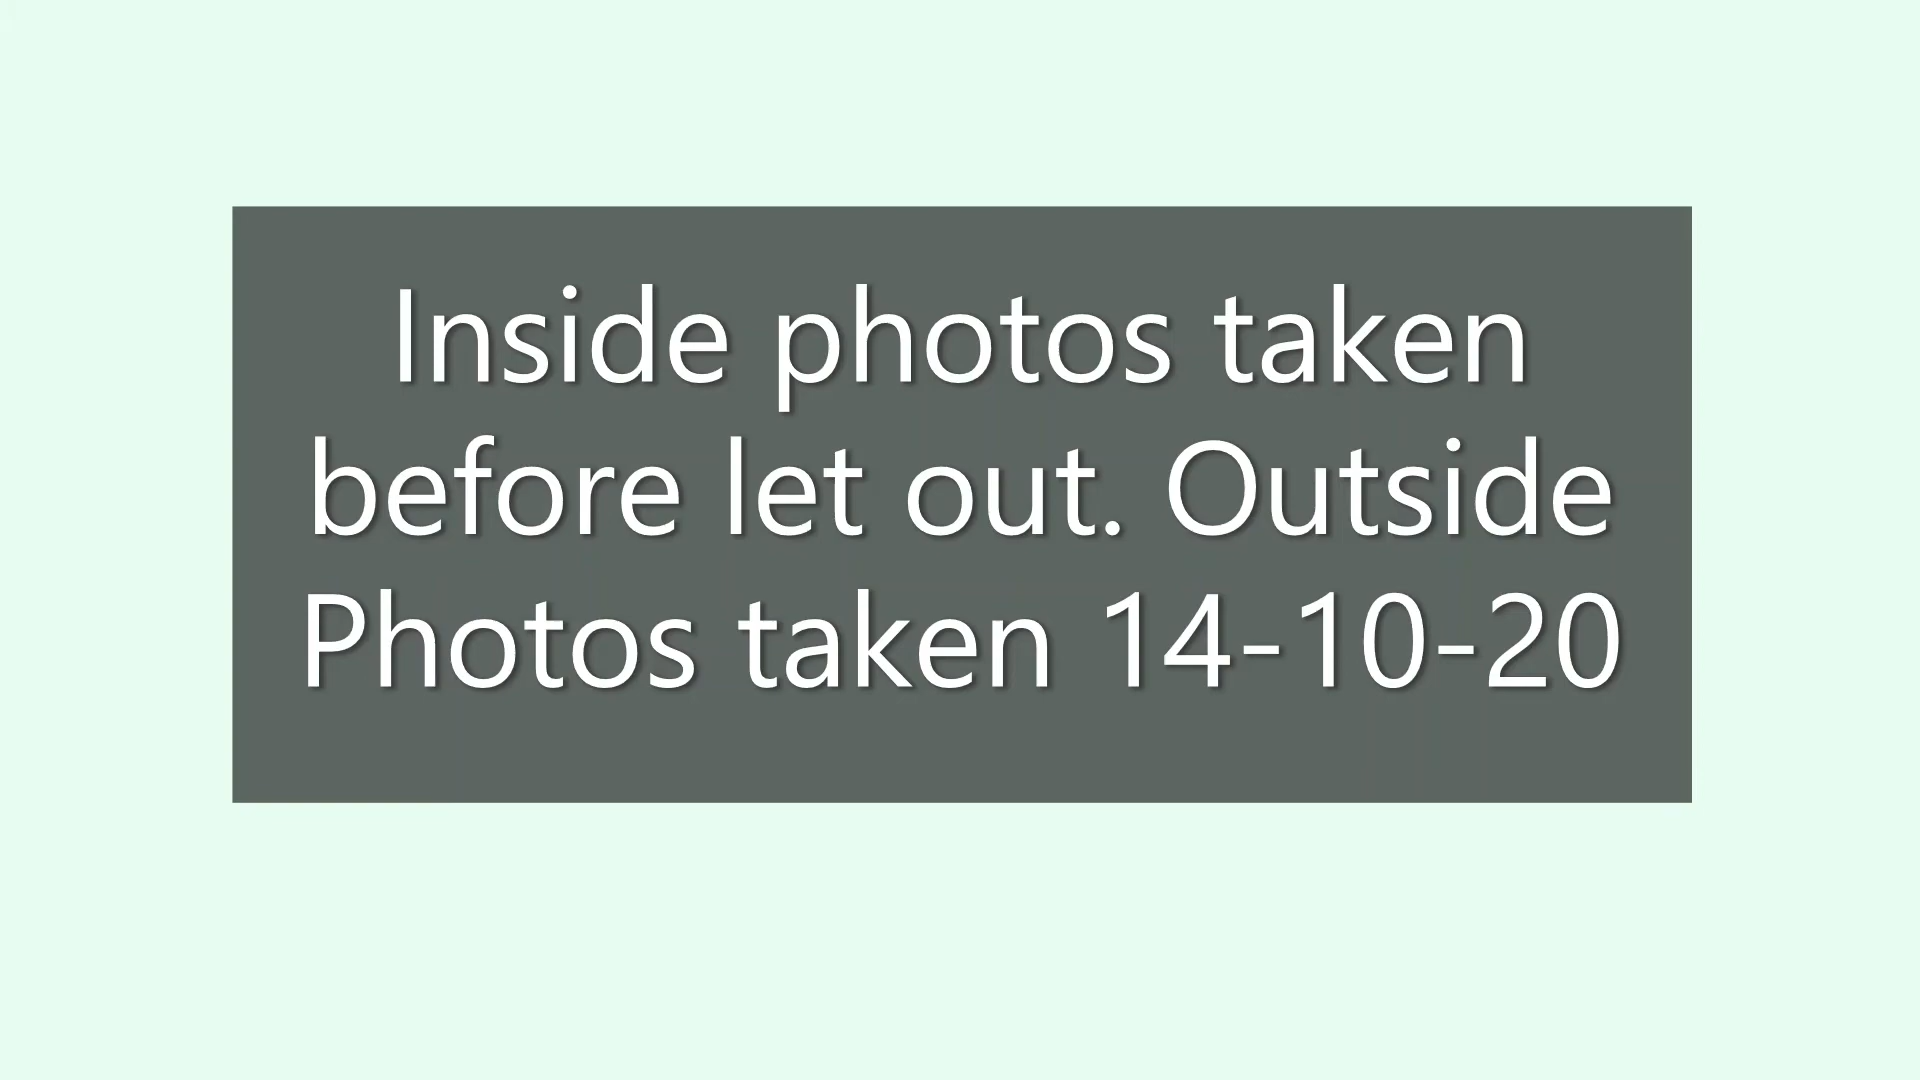 Inside photos taken
before let out. Outside
Photos taken 14-10-20